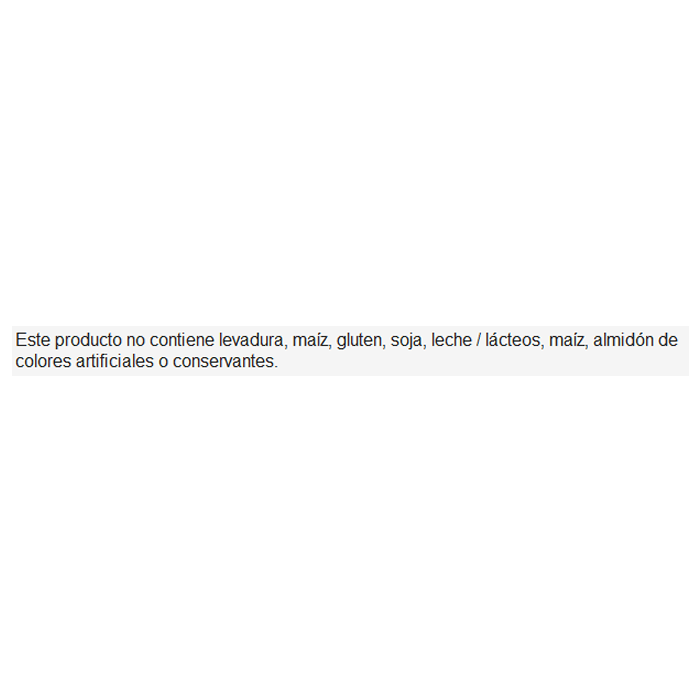 Este producto no contiene levadura, maíz, gluten, soja, leche / lácteos, maíz, almidón de
colores artificiales o conservantes.